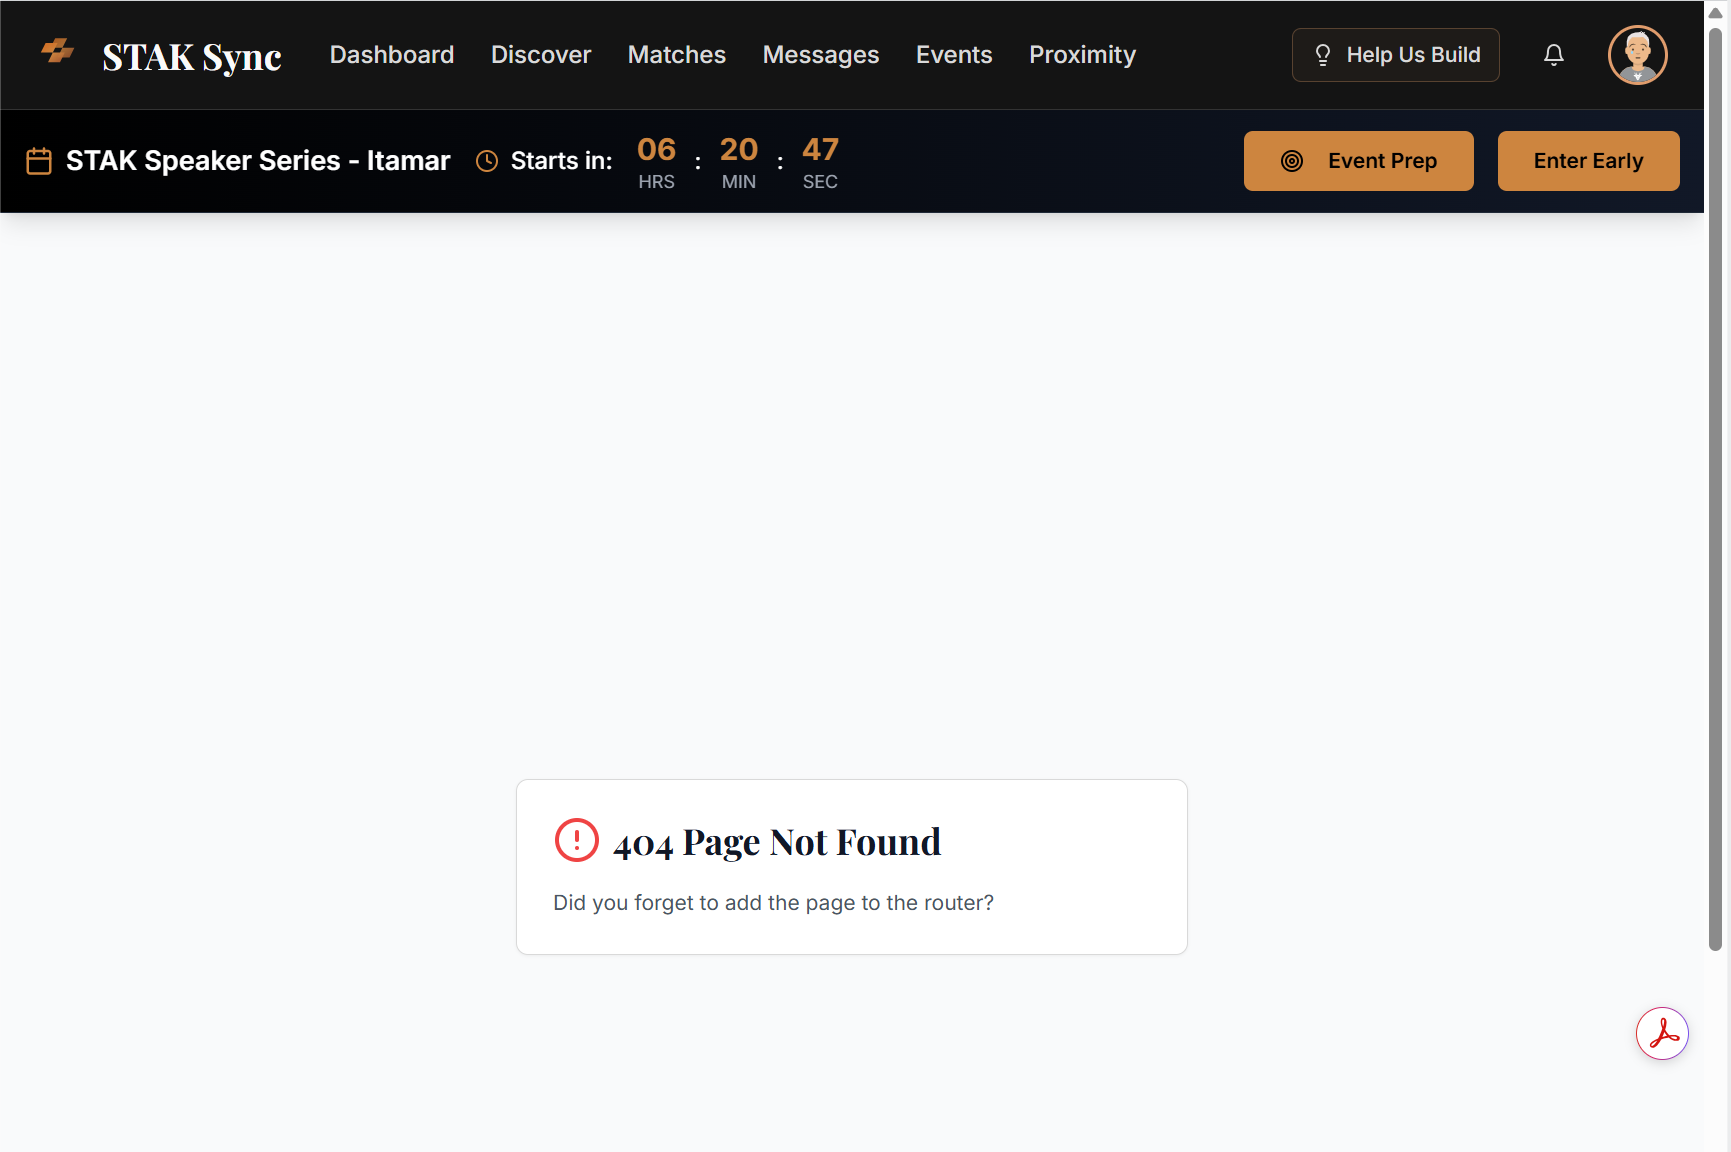 STAK Sync Dashboard Discover Matches Messages Events Proximity Help Us Build
STAK Speaker Series - Itamar Starts in: 06 : 20 : 47 Event Prep Enter Early
HRS MIN SEC
404 Page Not Found
Did you forget to add the page to the router?